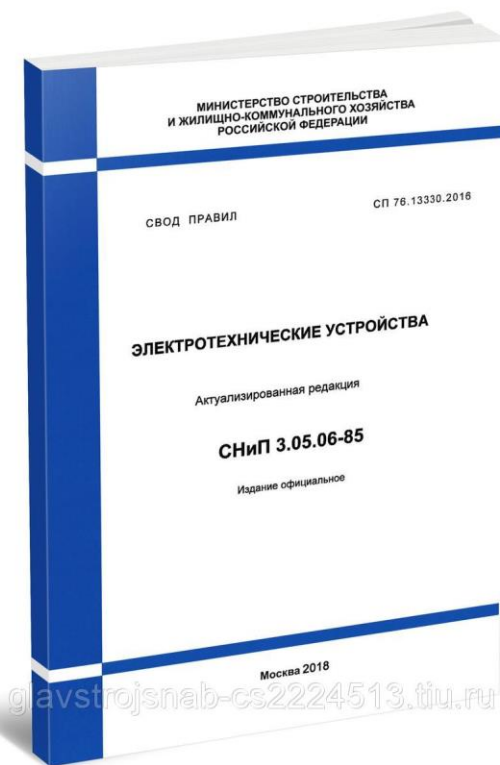 МИНИСТЕРСТВО СТРОИТЕЛЬСТВА
И ЖИЛИЩНО-КОММУНАЛЬНОГО ХОЗЯЙСТВА
РОССИЙСКОЙ ФЕДЕРАЦИИ
СВОД ПРАВИЛ
СП 76.13330.2016
ЭЛЕКТРОТЕХНИЧЕСКИЕ УСТРОЙСТВА
Актуализированная редакция
СНиП 3.05.06-85
Издание официальное
Москва 2018
glavstrojsnab-cs2224513.tiu.ru